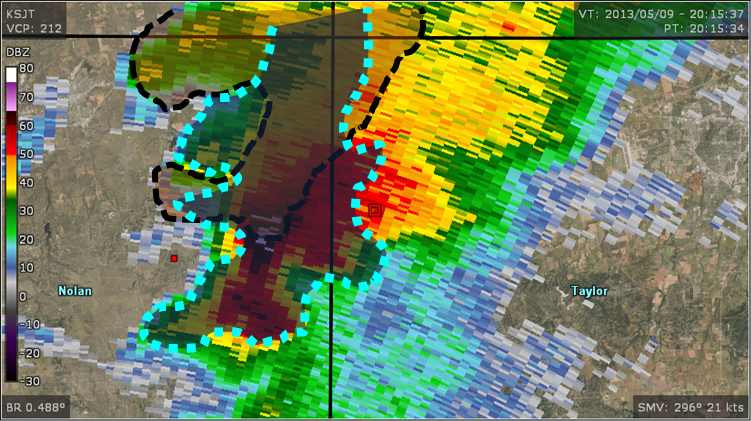 KSJT
VCP: 212
VT: 2013/05/09 - 20:15:37
PT: 20:15:34
DBZ
80
70
60
50
40
30
20
10
0
-10
-20
-30
Nolan
Taylor
BR 0.488°
SMV: 296° 21 kts